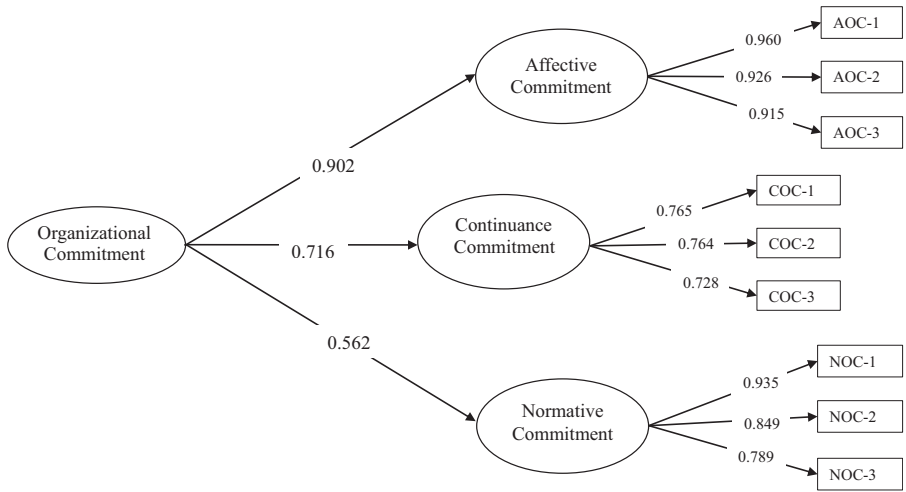 AOC-1
0.960
Affective
Commitment
0.926
AOC-2
0.915
AOC-3
0.902
COC-1
0.765
Organizational
Commitment
Continuance
Commitment
0.764
COC-2
0.716
0.728
COC-3
0.562
NOC-1
0.935
Normative
Commitment
0.849
NOC-2
0.789
NOC-3